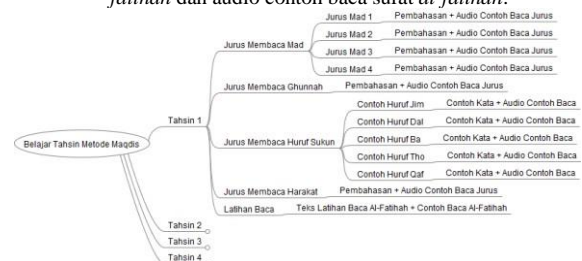 fatihah dan audio contoh baca surat al-fatihah.
Jurus Mad 1 Pembahasan + Audio Contoh Baca Jurus
Jurus Mad 2 Pembahasan + Audio Contoh Baca Jurus
Jurus Membaca Mad
Jurus Mad 3 Pembahasan + Audio Contoh Baca Jurus
Jurus Mad 4 Pembahasan + Audio Contoh Baca Jurus
Jurus Membaca Ghunnah Pembahasan + Audio Contoh Baca Jurus
Contoh Huruf Jim Contoh Kata + Audio Contoh Baca
Tahsin 1
Contoh Huruf Dal Contoh Kata + Audio Contoh Baca
Belajar Tahsin Metode Maqdis
Jurus Membaca Huruf Sukun
Contoh Huruf Ba Contoh Kata + Audio Contoh Baca
Contoh Huruf Tho Contoh Kata + Audio Contoh Baca
Contoh Huruf Qaf Contoh Kata + Audio Contoh Baca
Jurus Membaca Harakat Pembahasan + Audio Contoh Baca Jurus
Latihan Baca Teks Latihan Baca Al-Fatihah + Contoh Baca Al-Fatihah
Tahsin 2
Tahsin 3
Tahsin 4